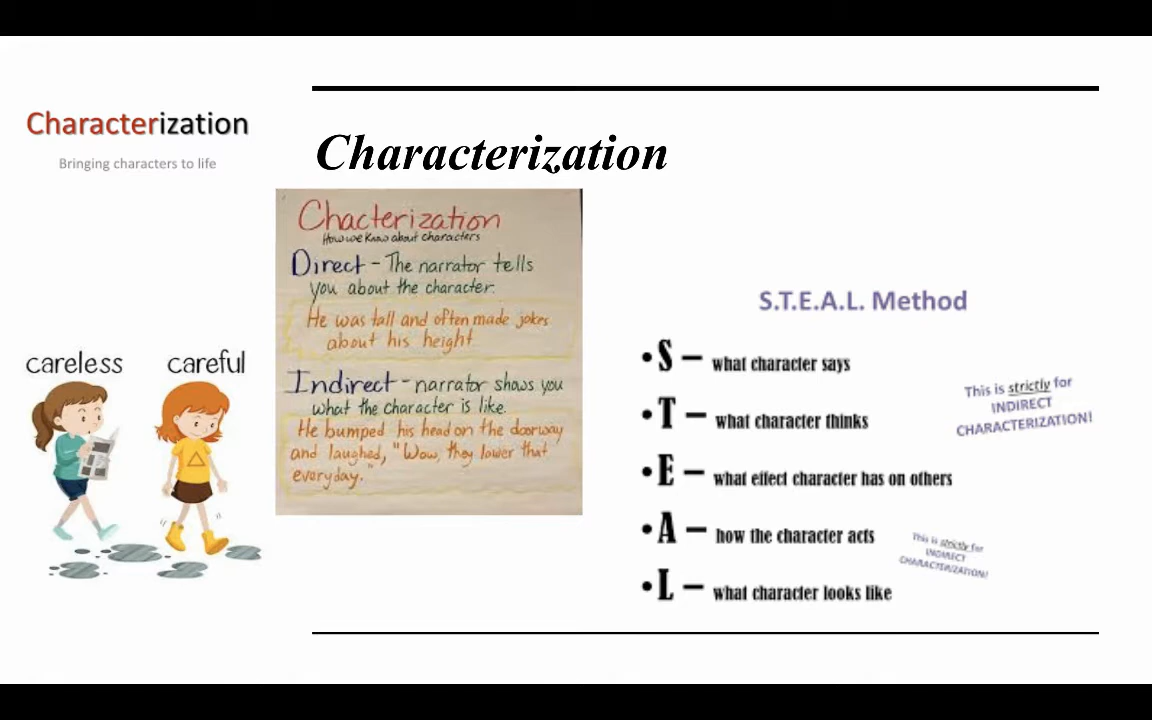 Characterization
Bringing characters to life
careless careful
Characterization
Chacterization
How we know about characters
Direct - The narrator tells
you about the character.
He was tall and often made jokes
about his height
Indirect - narrator shows you
what the character is like.
He bumped his head on the doorway
and laughed, "Wow, they lower that
everyday."
S.T.E.A.L. Method
• S – what character says
• T – what character thinks
• E – what effect character has on others
• A – how the character acts
• L – what character looks like
This is strictly for
INDIRECT
CHARACTERIZATION!
This is strictly for
INDIRECT
CHARACTERIZATION!